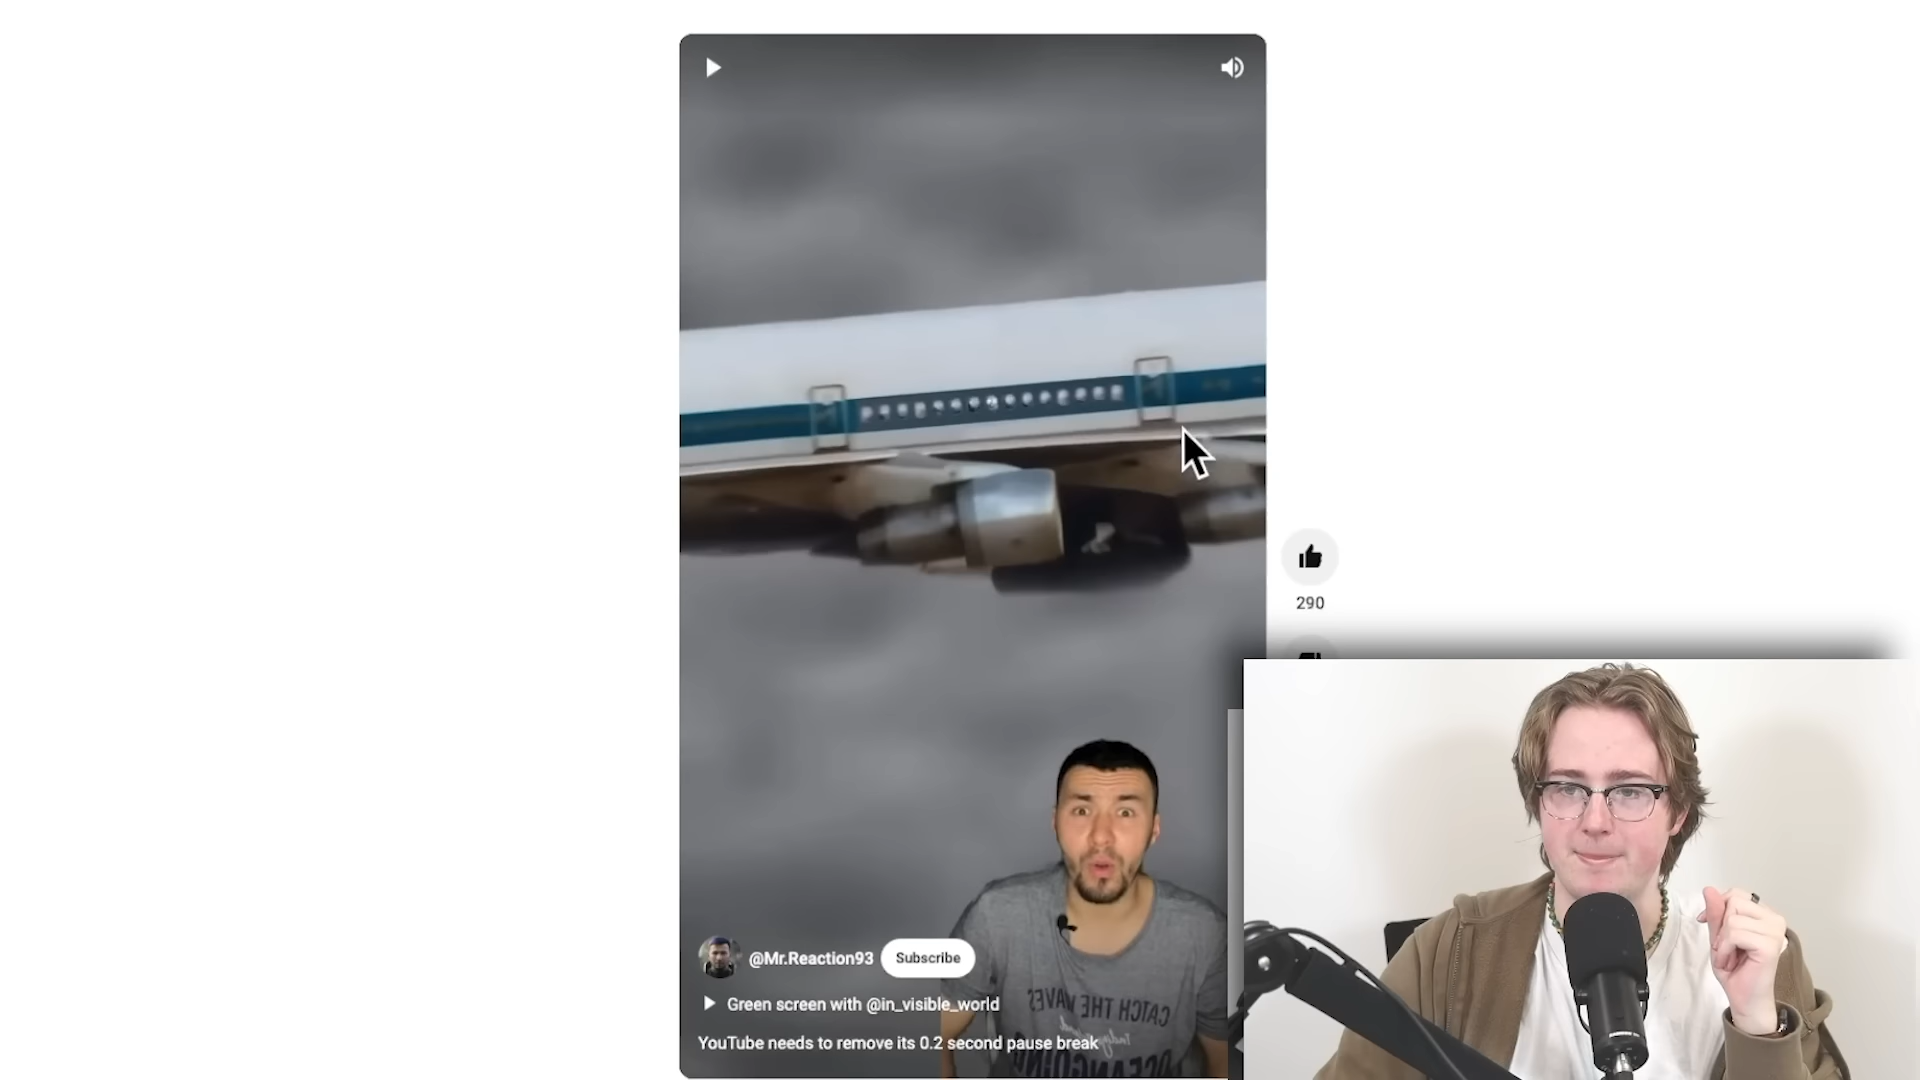 290
@Mr.Reaction93 Subscribe
Green screen with @in_visible_world
YouTube needs to remove its 0.2 second pause break
CATCH THE WAVES